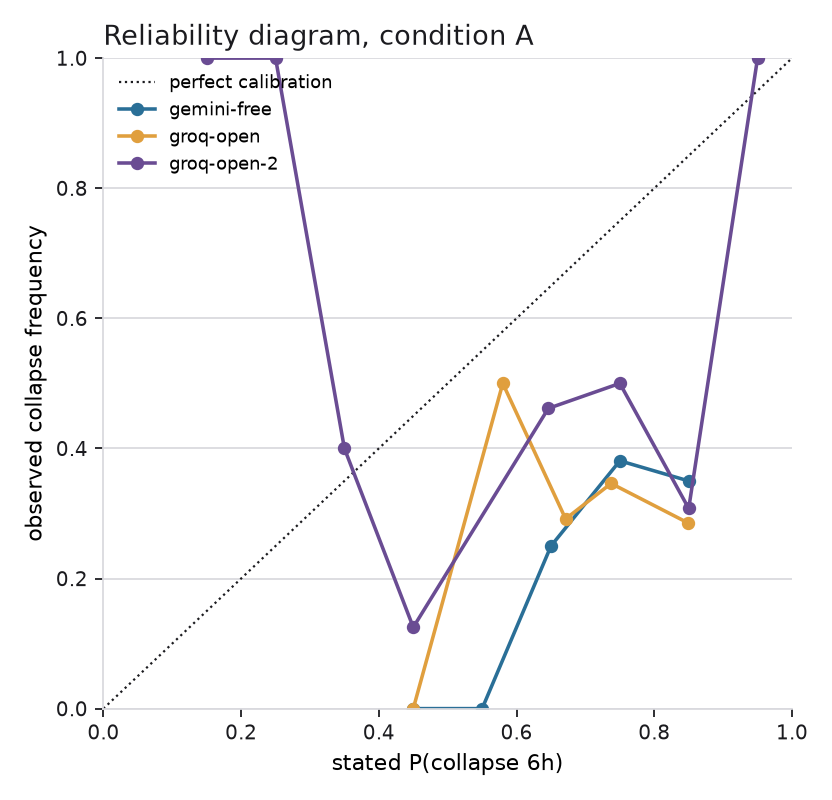 Reliability diagram, condition A
1.0
0.8
0.6
0.4
0.2
0.0
observed collapse frequency
perfect calibration
gemini-free
groq-open
groq-open-2
0.0 0.2 0.4 0.6 0.8 1.0
stated P(collapse 6h)